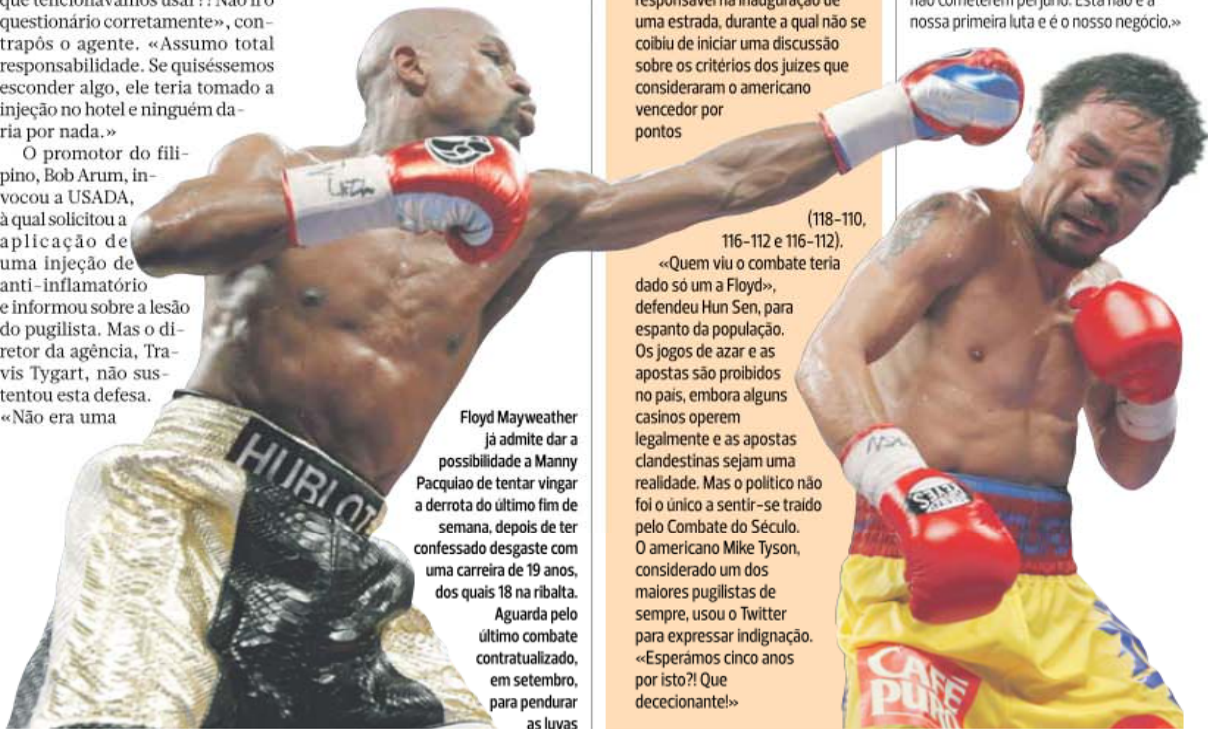 questionário corretamente», con-
trapôs o agente. «Assumo total
responsabilidade. Se quiséssemos
esconder algo, ele teria tomado a
injeção no hotel e ninguém da-
ria por nada.»
O promotor do fili-
pino, Bob Arum, in-
vocou a USADA,
à qual solicitou a
aplicação de
uma injeção de
anti-inflamatório
e informou sobre a lesão
do pugilista. Mas o di-
retor da agência, Tra-
vis Tygart, não sus-
tentou esta defesa.
«Não era uma
HUBLOT
Floyd Mayweather
já admite dar a
possibilidade a Manny
Pacquiao de tentar vingar
a derrota do último fim de
semana, depois de ter
confessado desgaste com
uma carreira de 19 anos,
dos quais 18 na ribalta.
Aguarda pelo
último combate
contratualizado,
em setembro,
para pendurar
as luvas
responsável na inauguração de
uma estrada, durante a qual não se
coibiu de iniciar uma discussão
sobre os critérios dos juízes que
consideraram o americano
vencedor por
pontos
(118-110,
116-112 e 116-112).
«Quem viu o combate teria
dado só um a Floyd»,
defendeu Hun Sen, para
espanto da população.
Os jogos de azar e as
apostas são proibidos
no país, embora alguns
casinos operem
legalmente e as apostas
clandestinas sejam uma
realidade. Mas o político não
foi o único a sentir-se traído
pelo Combate do Século.
O americano Mike Tyson,
considerado um dos
maiores pugilistas de
sempre, usou o Twitter
para expressar indignação.
«Esperámos cinco anos
por isto?! Que
dececionante!»
não cometerem perjúrio. Esta não é a
nossa primeira luta e é o nosso negócio.»
REYES
CAFE
PURO